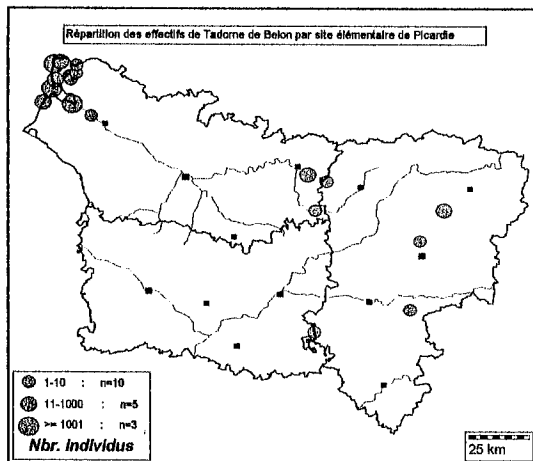 Répartition des effectifs de Tadorne de Belon par site élémentaire de Picardie
1-10 : n=10
11-1000 : n=5
>= 1001 : n=3
Nbr. individus
25 km